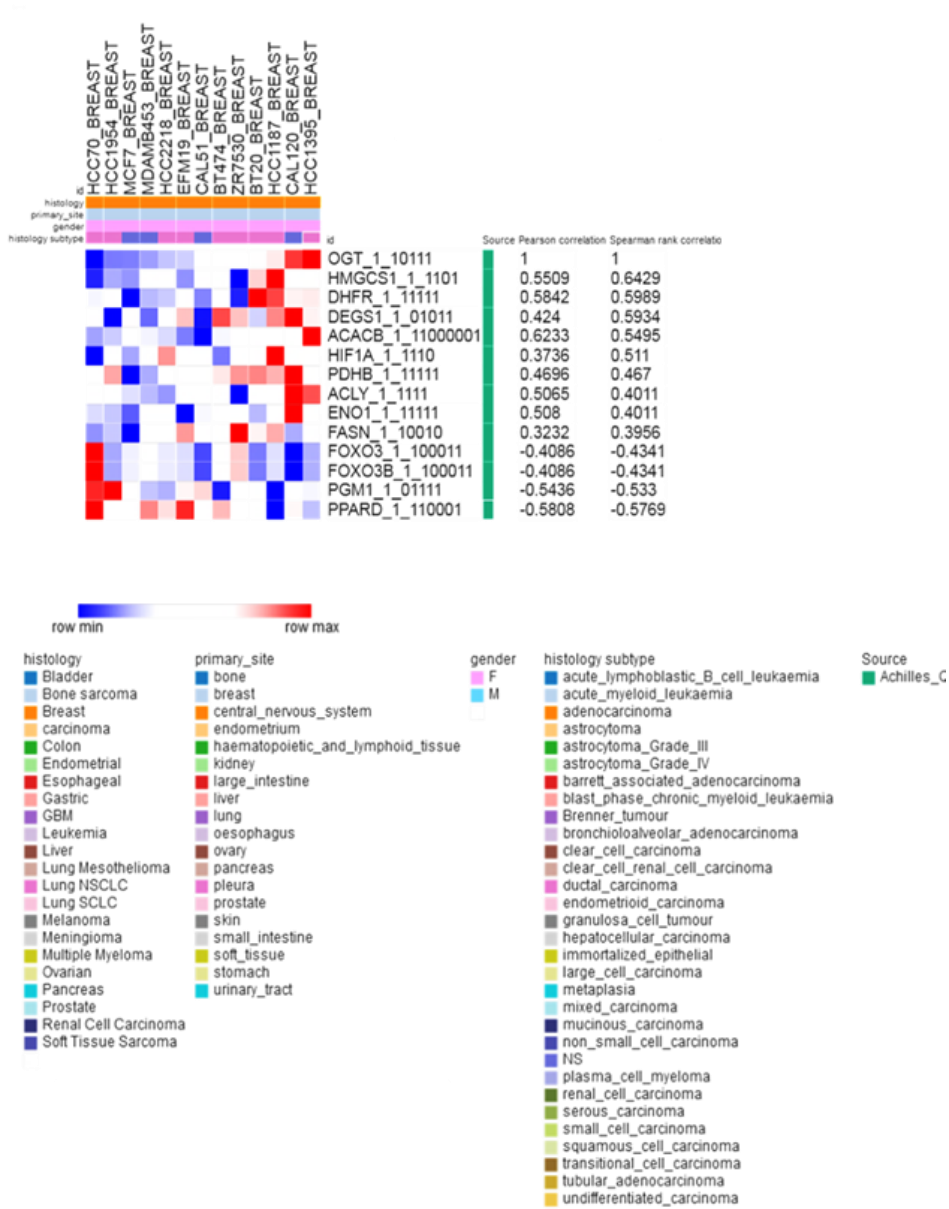 HCC70_BREAST
HCC1954_BREAST
MCF7_BREAST
MDAMB453_BREAST
HCC2218_BREAST
EFM19_BREAST
CAL51_BREAST
BT474_BREAST
ZR7530_BREAST
BT20_BREAST
HCC1187_BREAST
CAL120_BREAST
HCC1395_BREAST
id
histology
primary_site
gender
histology subtype
id Source Pearson correlation Spearman rank correlatio
OGT_1_10111 1 1
HMGCS1_1_1101 0.5509 0.6429
DHFR_1_11111 0.5842 0.5989
DEGS1_1_01011 0.424 0.5934
ACACB_1_11000001 0.6233 0.5495
HIF1A_1_1110 0.3736 0.511
PDHB_1_11111 0.4696 0.467
ACLY_1_1111 0.5065 0.4011
ENO1_1_11111 0.508 0.4011
FASN_1_10010 0.3232 0.3956
FOXO3_1_100011 -0.4086 -0.4341
FOXO3B_1_100011 -0.4086 -0.4341
PGM1_1_01111 -0.5436 -0.533
PPARD_1_110001 -0.5808 -0.5769
row min row max
histology
Bladder
Bone sarcoma
Breast
carcinoma
Colon
Endometrial
Esophageal
Gastric
GBM
Leukemia
Liver
Lung Mesothelioma
Lung NSCLC
Lung SCLC
Melanoma
Meningioma
Multiple Myeloma
Ovarian
Pancreas
Prostate
Renal Cell Carcinoma
Soft Tissue Sarcoma
primary_site
bone
breast
central_nervous_system
endometrium
haematopoietic_and_lymphoid_tissue
kidney
large_intestine
liver
lung
oesophagus
ovary
pancreas
pleura
prostate
skin
small_intestine
soft_tissue
stomach
urinary_tract
gender
F
M
histology subtype
acute_lymphoblastic_B_cell_leukaemia
acute_myeloid_leukaemia
adenocarcinoma
astrocytoma
astrocytoma_Grade_III
astrocytoma_Grade_IV
barrett_associated_adenocarcinoma
blast_phase_chronic_myeloid_leukaemia
Brenner_tumour
bronchioloalveolar_adenocarcinoma
clear_cell_carcinoma
clear_cell_renal_cell_carcinoma
ductal_carcinoma
endometrioid_carcinoma
granulosa_cell_tumour
hepatocellular_carcinoma
immortalized_epithelial
large_cell_carcinoma
metaplasia
mixed_carcinoma
mucinous_carcinoma
non_small_cell_carcinoma
NS
plasma_cell_myeloma
renal_cell_carcinoma
serous_carcinoma
small_cell_carcinoma
squamous_cell_carcinoma
transitional_cell_carcinoma
tubular_adenocarcinoma
undifferentiated_carcinoma
Source
Achilles_Q